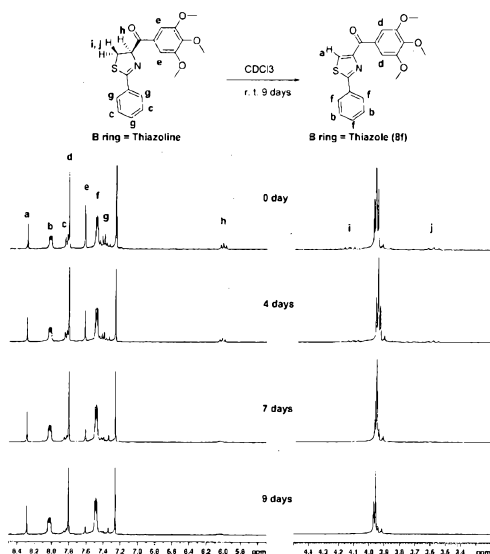 h
i, j
H
H
H
O
e
e
O
O
O
S
N
g
g
c
c
g
B ring = Thiazoline
CDCl3
r. t. 9 days
a
H
O
d
d
O
O
O
S
N
f
f
b
b
f
B ring = Thiazole (8f)
a
b
c
d
e
f
g
h
i
j
0 day
4 days
7 days
9 days
8.4 8.2 8.0 7.8 7.6 7.4 7.2 7.0 6.8 6.6 6.4 6.2 6.0 5.8 ppm
4.3 4.2 4.1 4.0 3.9 3.8 3.7 3.6 3.5 3.4 ppm